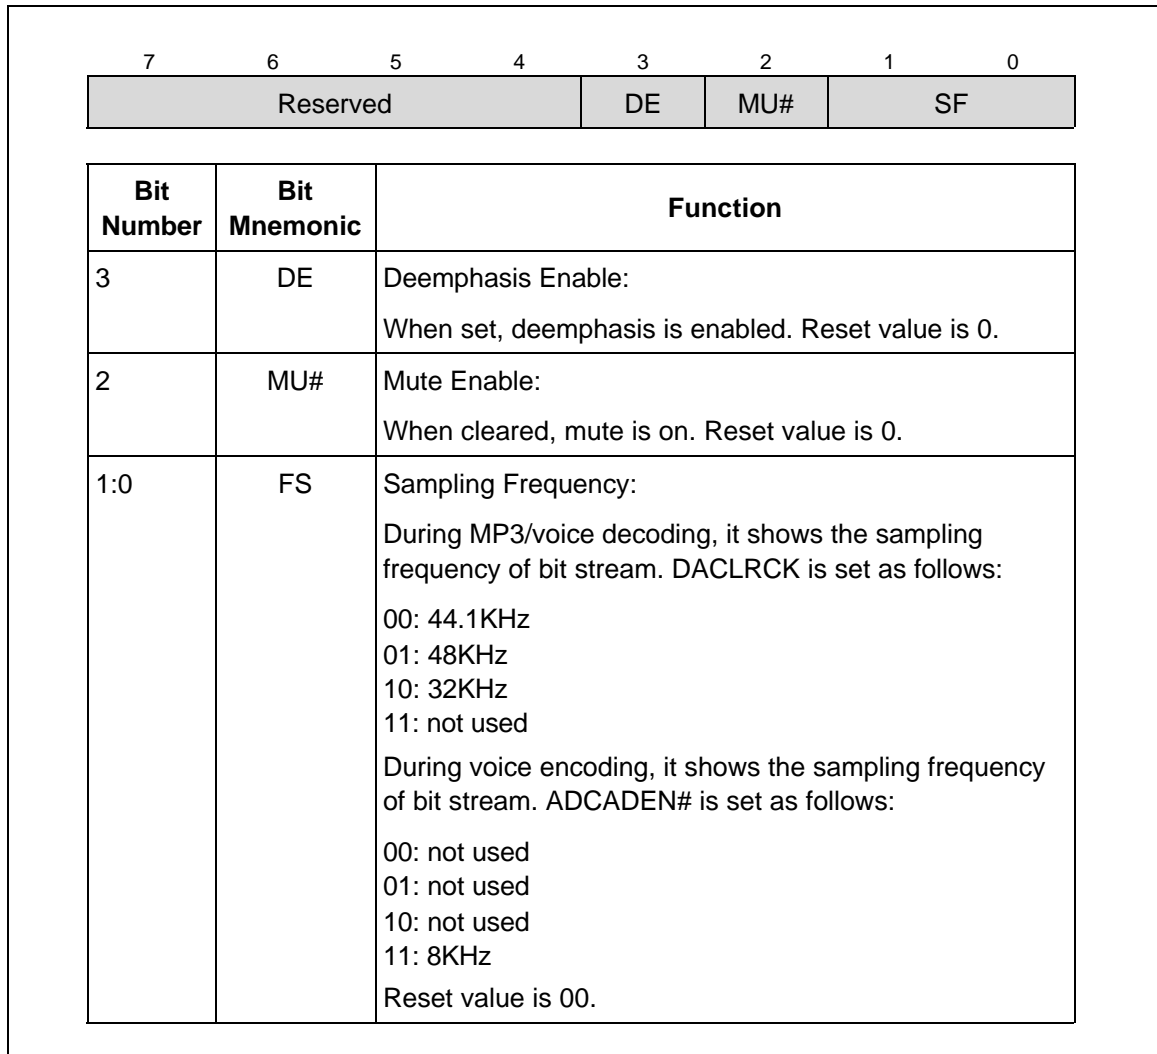 7 6 5 4 3 2 1 0
Reserved DE MU# SF
Bit Number Bit Mnemonic Function
3 DE Deemphasis Enable:
When set, deemphasis is enabled. Reset value is 0.
2 MU# Mute Enable:
When cleared, mute is on. Reset value is 0.
1:0 FS Sampling Frequency:
During MP3/voice decoding, it shows the sampling
frequency of bit stream. DACLRCK is set as follows:
00: 44.1KHz
01: 48KHz
10: 32KHz
11: not used
During voice encoding, it shows the sampling frequency
of bit stream. ADCADEN# is set as follows:
00: not used
01: not used
10: not used
11: 8KHz
Reset value is 00.